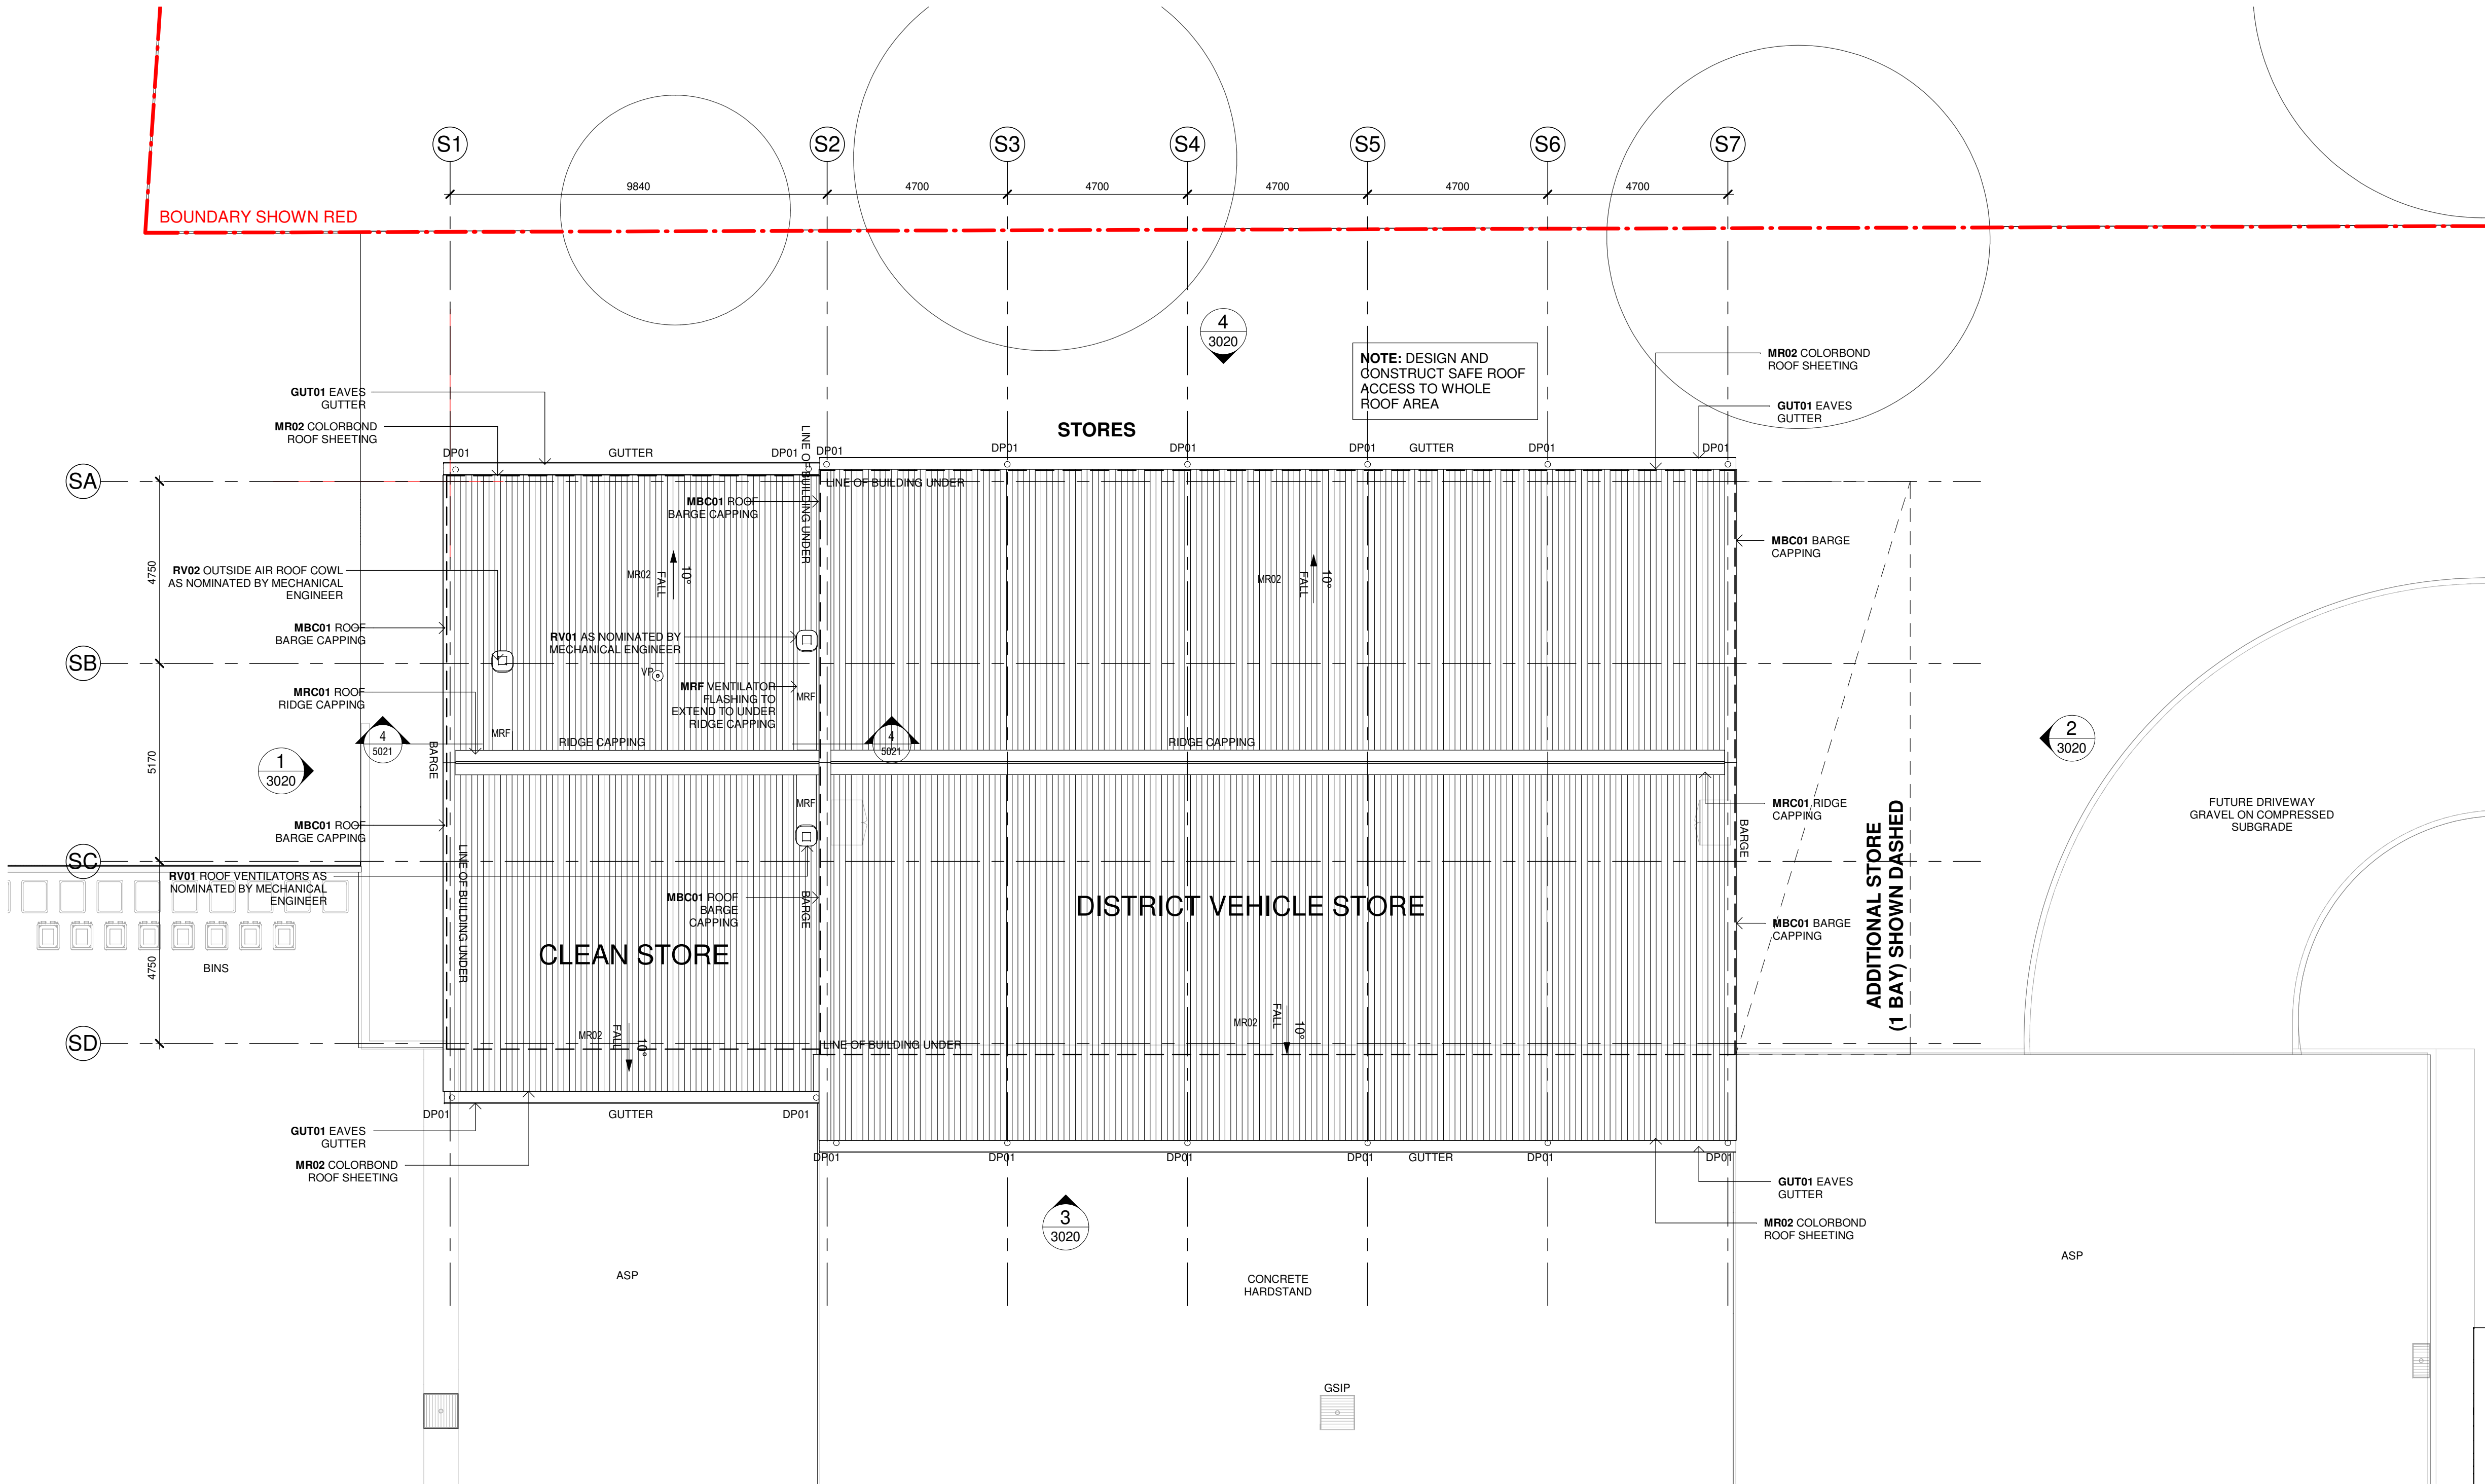 S1
S2
S3
S4
S5
S6
S7
9840
4700
4700
4700
4700
4700
BOUNDARY SHOWN RED
4
3020
NOTE: DESIGN AND
CONSTRUCT SAFE ROOF
ACCESS TO WHOLE
ROOF AREA
MR02 COLORBOND
ROOF SHEETING
GUT01 EAVES
GUTTER
GUT01 EAVES
GUTTER
MR02 COLORBOND
ROOF SHEETING
STORES
DP01
GUTTER
DP01
DP01
DP01
DP01
DP01
GUTTER
DP01
DP01
LINE OF BUILDING UNDER
LINE OF BUILDING UNDER
SA
MBC01 ROOF
BARGE CAPPING
MBC01 BARGE
CAPPING
4750
RV02 OUTSIDE AIR ROOF COWL
AS NOMINATED BY MECHANICAL
ENGINEER
MR02
FALL
10°
MR02
FALL
10°
MBC01 ROOF
BARGE CAPPING
RV01 AS NOMINATED BY
MECHANICAL ENGINEER
SB
VP
MRF VENTILATOR
FLASHING TO
EXTEND TO UNDER
RIDGE CAPPING
MRF
MRC01 ROOF
RIDGE CAPPING
MRF
4
5021
RIDGE CAPPING
4
5021
RIDGE CAPPING
2
3020
BARGE
5170
1
3020
MRF
MRC01 RIDGE
CAPPING
FUTURE DRIVEWAY
GRAVEL ON COMPRESSED
SUBGRADE
MBC01 ROOF
BARGE CAPPING
BARGE
SC
RV01 ROOF VENTILATORS AS
NOMINATED BY MECHANICAL
ENGINEER
LINE OF BUILDING UNDER
MBC01 ROOF
BARGE
CAPPING
BARGE
DISTRICT VEHICLE STORE
MBC01 BARGE
CAPPING
ADDITIONAL STORE
(1 BAY) SHOWN DASHED
CLEAN STORE
BINS
4750
SD
MR02
FALL
10°
MR02
FALL
10°
LINE OF BUILDING UNDER
DP01
GUTTER
DP01
GUT01 EAVES
GUTTER
MR02 COLORBOND
ROOF SHEETING
DP01
DP01
DP01
DP01
GUTTER
DP01
DP01
GUT01 EAVES
GUTTER
MR02 COLORBOND
ROOF SHEETING
3
3020
ASP
CONCRETE
HARDSTAND
ASP
GSIP